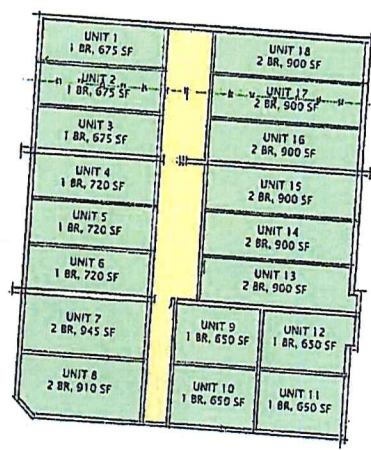 UNIT 1
1 BR, 675 SF
UNIT 2
1 BR, 675 SF
UNIT 3
1 BR, 675 SF
UNIT 4
1 BR, 720 SF
UNIT 5
1 BR, 720 SF
UNIT 6
1 BR, 720 SF
UNIT 7
2 BR, 945 SF
UNIT 8
2 BR, 910 SF
UNIT 18
2 BR, 900 SF
UNIT 17
2 BR, 900 SF
UNIT 16
2 BR, 900 SF
UNIT 15
2 BR, 900 SF
UNIT 14
2 BR, 900 SF
UNIT 13
2 BR, 900 SF
UNIT 9
1 BR, 650 SF
UNIT 12
1 BR, 650 SF
UNIT 10
1 BR, 650 SF
UNIT 11
1 BR, 650 SF